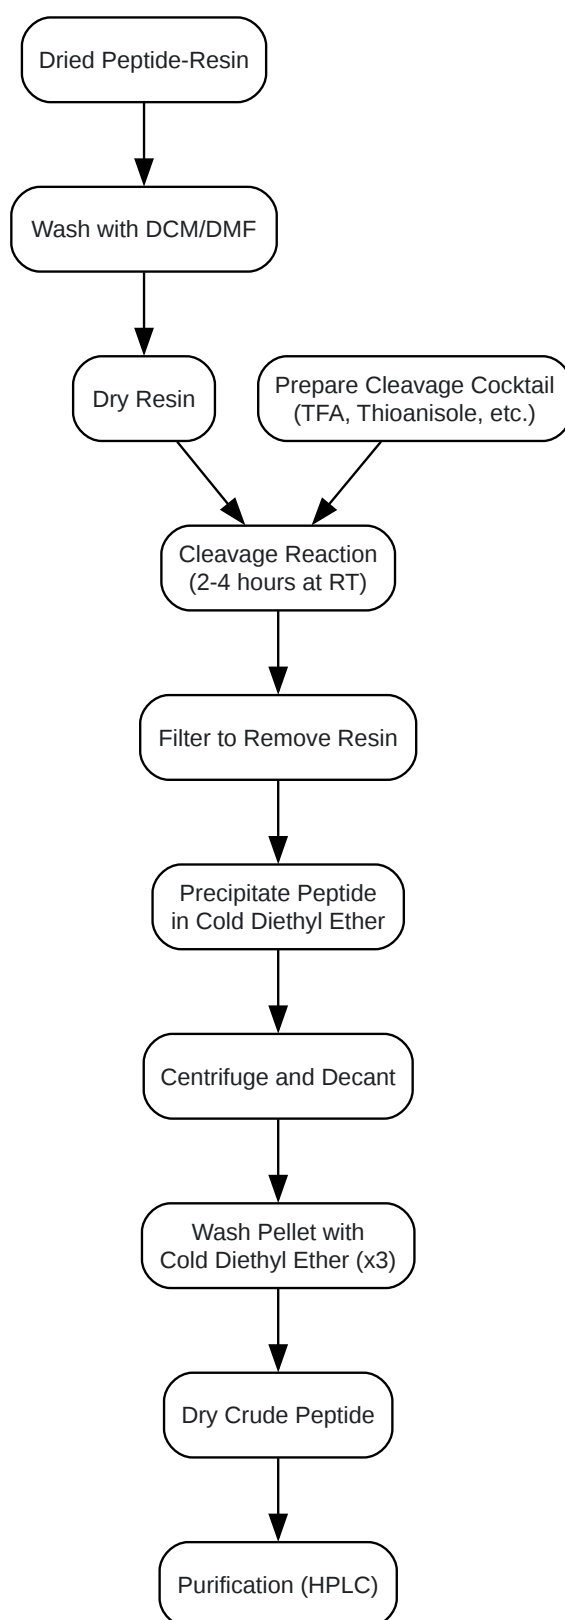 Dried Peptide-Resin
Wash with DCM/DMF
Dry Resin
Prepare Cleavage Cocktail
(TFA, Thioanisole, etc.)
Cleavage Reaction
(2-4 hours at RT)
Filter to Remove Resin
Precipitate Peptide
in Cold Diethyl Ether
Centrifuge and Decant
Wash Pellet with
Cold Diethyl Ether (x3)
Dry Crude Peptide
Purification (HPLC)